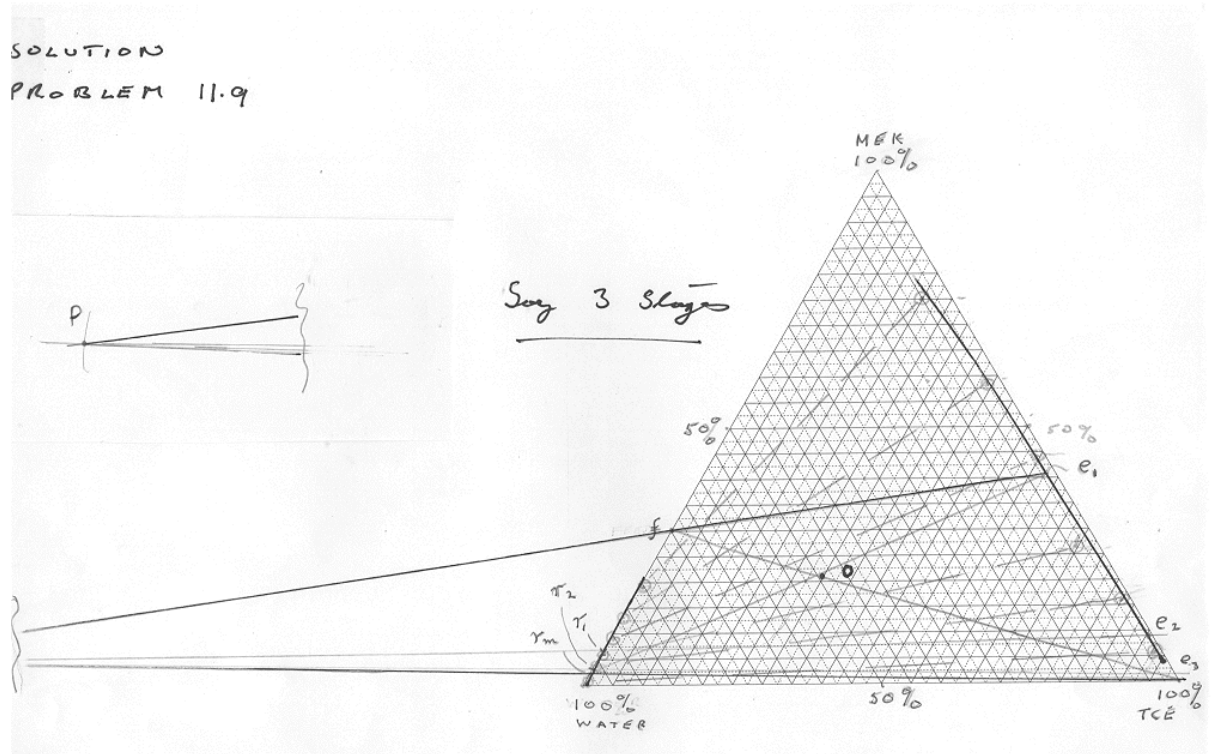 SOLUTION
PROBLEM 11.9
MEK
100%
P
Say 3 Stages
50%
50%
e₁
f
o
r₂
r₁
rm
e₂
e₃
100%
WATER
50%
100%
TCE